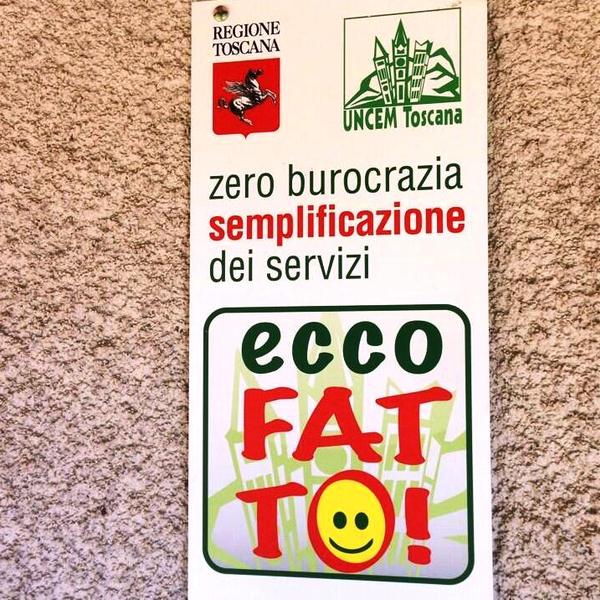 REGIONE
TOSCANA
UNCEM Toscana
zero burocrazia
semplificazione
dei servizi
ecco
FAT
TO!